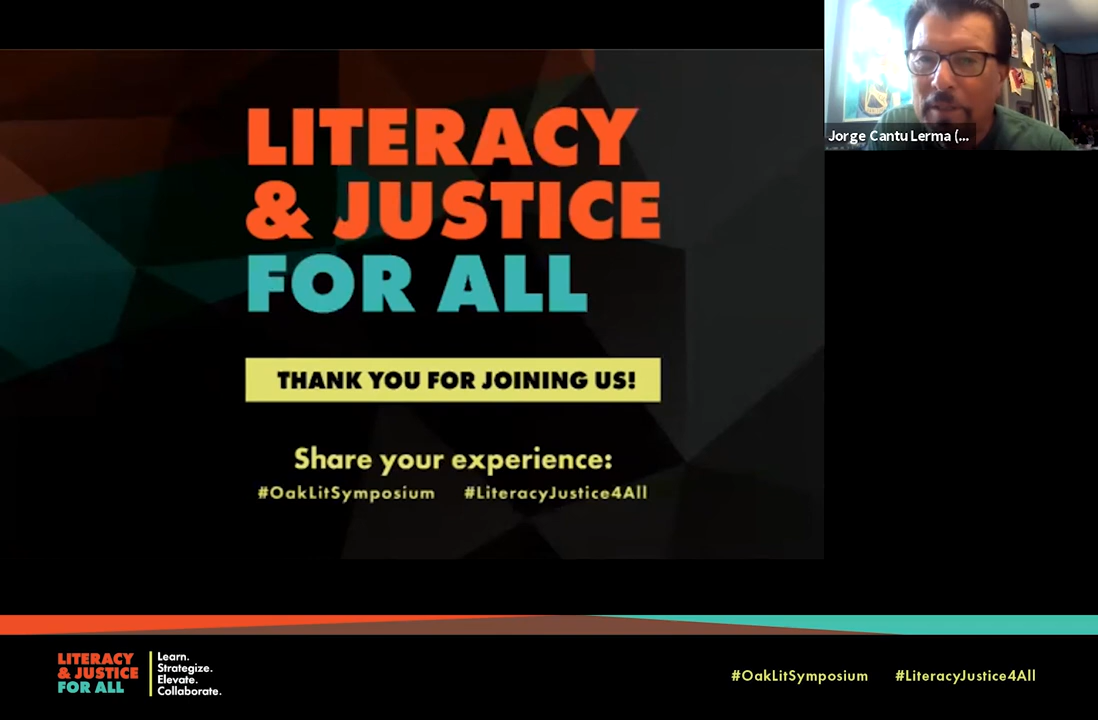 LITERACY
& JUSTICE
FOR ALL
THANK YOU FOR JOINING US!
Share your experience:
#OakLitSymposium #LiteracyJustice4All
Jorge Cantu Lerma (...
LITERACY
& JUSTICE
FOR ALL
Learn.
Strategize.
Elevate.
Collaborate.
#OakLitSymposium #LiteracyJustice4All